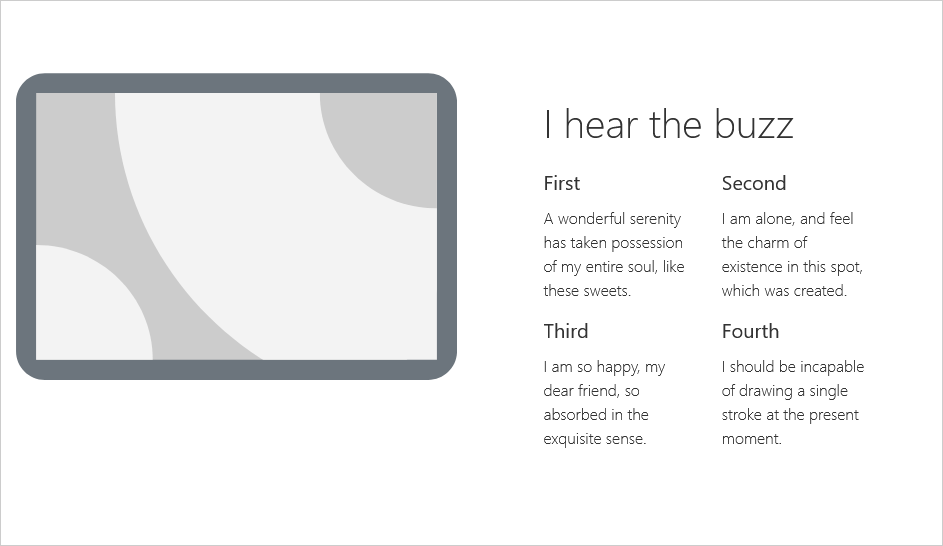 I hear the buzz
First
A wonderful serenity
has taken possession
of my entire soul, like
these sweets.
Second
I am alone, and feel
the charm of
existence in this spot,
which was created.
Third
I am so happy, my
dear friend, so
absorbed in the
exquisite sense.
Fourth
I should be incapable
of drawing a single
stroke at the present
moment.